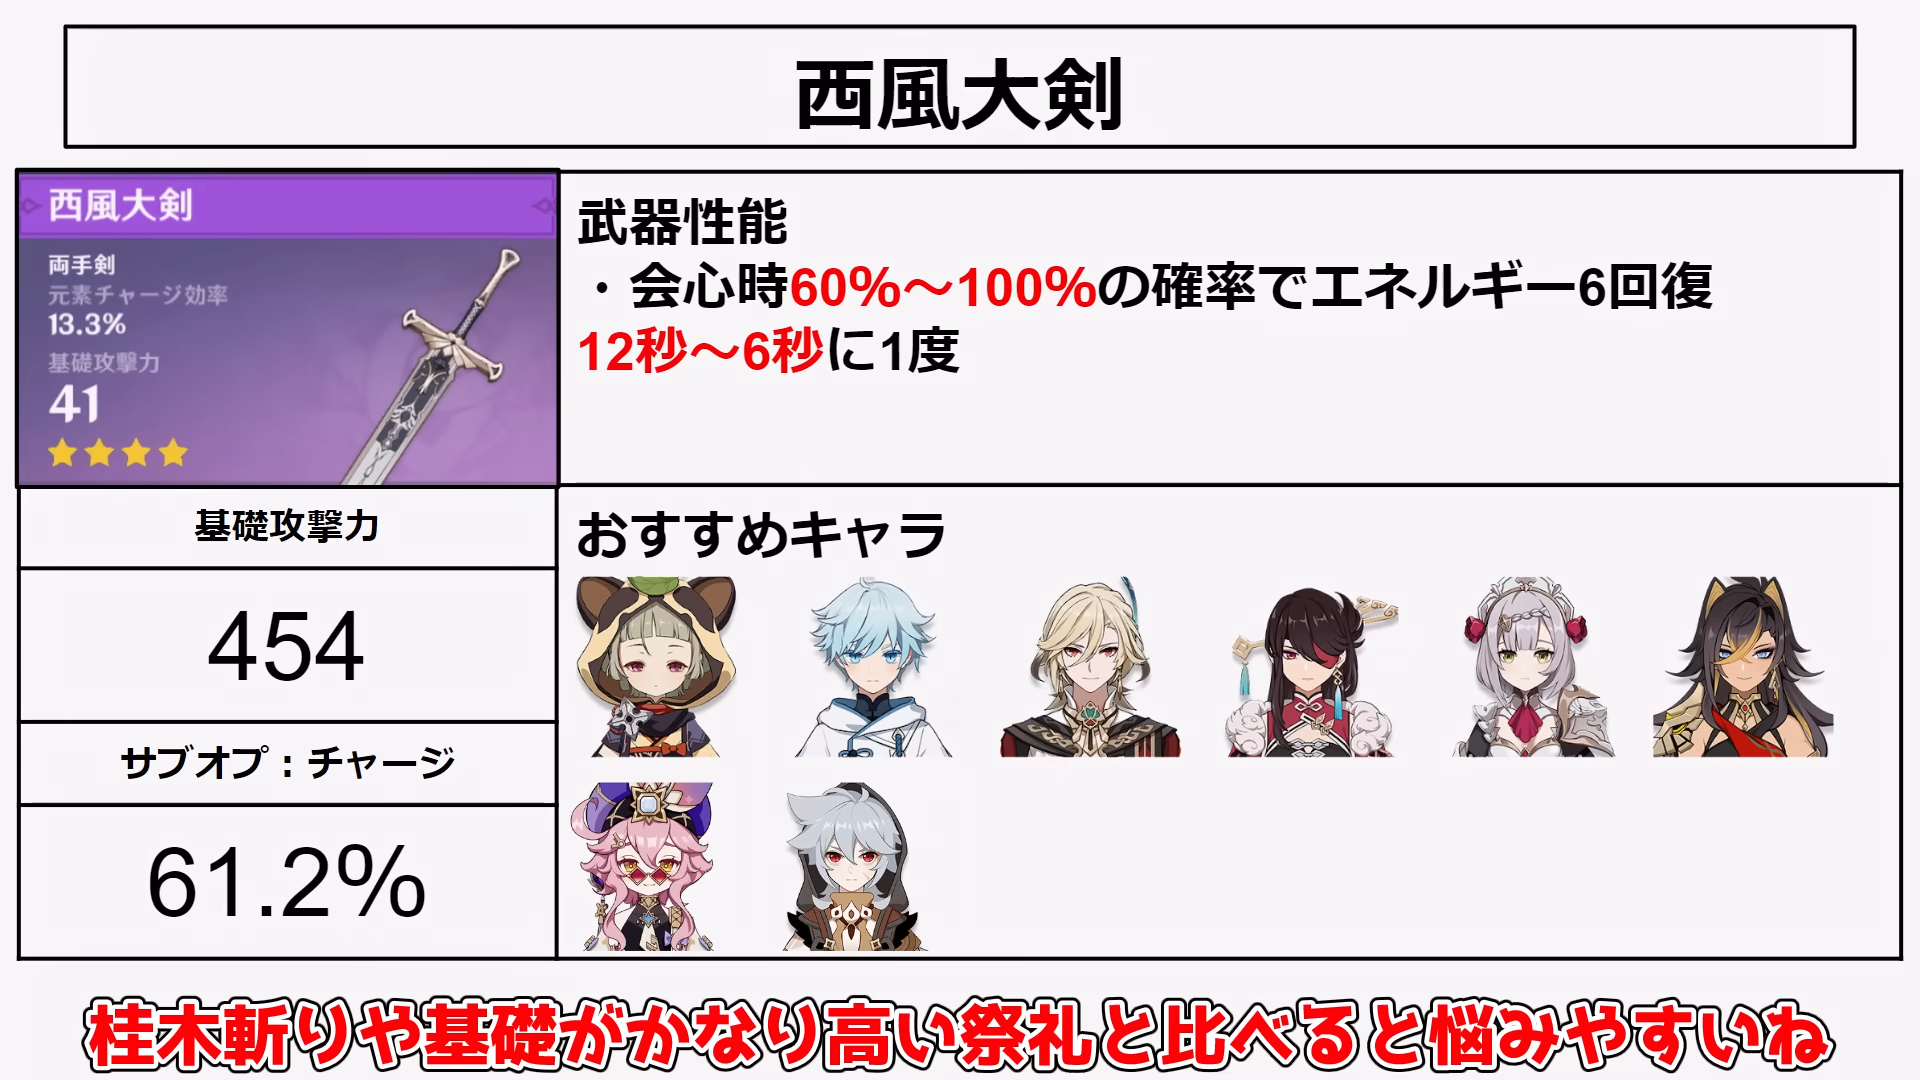 西風大剣
西風大剣
両手剣
元素チャージ効率
13.3%
基礎攻撃力
41
武器性能
・会心時60%～100%の確率でエネルギー6回復
12秒～6秒に1度
基礎攻撃力
454
サブオプ：チャージ
61.2%
おすすめキャラ
桂木斬りや基礎がかなり高い祭礼と比べると悩みやすいね